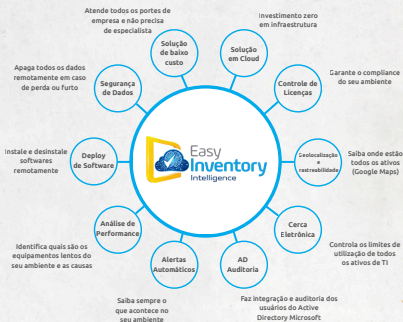 Atende todos os portes de
empresa e não precisa
de especialista
Solução
de baixo
custo
Investimento zero
em infraestrutura
Solução
em Cloud
Garante o compliance
do seu ambiente
Controle de
Licenças
Saiba onde estão
todos os ativos
(Google Maps)
Geolocalização
e
rastreabilidade
Controla os limites de
utilização de todos
os ativos de TI
Cerca
Eletrônica
Faz integração e auditoria dos
usuários do Active
Directory Microsoft
AD
Auditoria
Saiba sempre o
que acontece no
seu ambiente
Alertas
Automáticos
Identifica quais são os
equipamentos lentos do
seu ambiente e as causas
Análise de
Performance
Instale e desinstale
softwares
remotamente
Deploy
de Software
Apaga todos os dados
remotamente em caso
de perda ou furto
Segurança
de Dados
Easy
Inventory
Intelligence